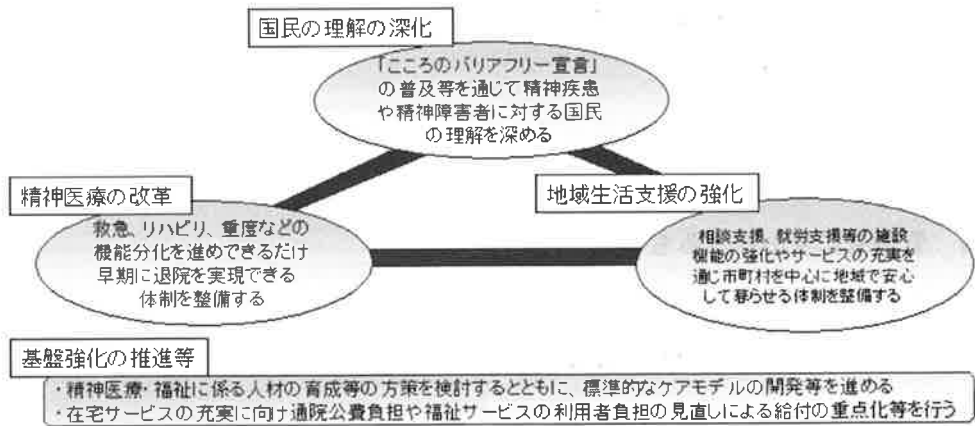 国民の理解の深化
「こころのバリアフリー宣言」
の普及等を通じて精神疾患
や精神障害者に対する国民
の理解を深める
精神医療の改革
救急、リハビリ、重度などの
機能分化を進めできるだけ
早期に退院を実現できる
体制を整備する
地域生活支援の強化
相談支援、就労支援等の施設
機能の強化やサービスの充実を
通じ市町村を中心に地域で安心
して暮らせる体制を整備する
基盤強化の推進等
・精神医療・福祉に係る人材の育成等の方策を検討するとともに、標準的なケアモデルの開発等を進める
・在宅サービスの充実に向け通院公費負担や福祉サービスの利用者負担の見直しによる給付の重点化等を行う